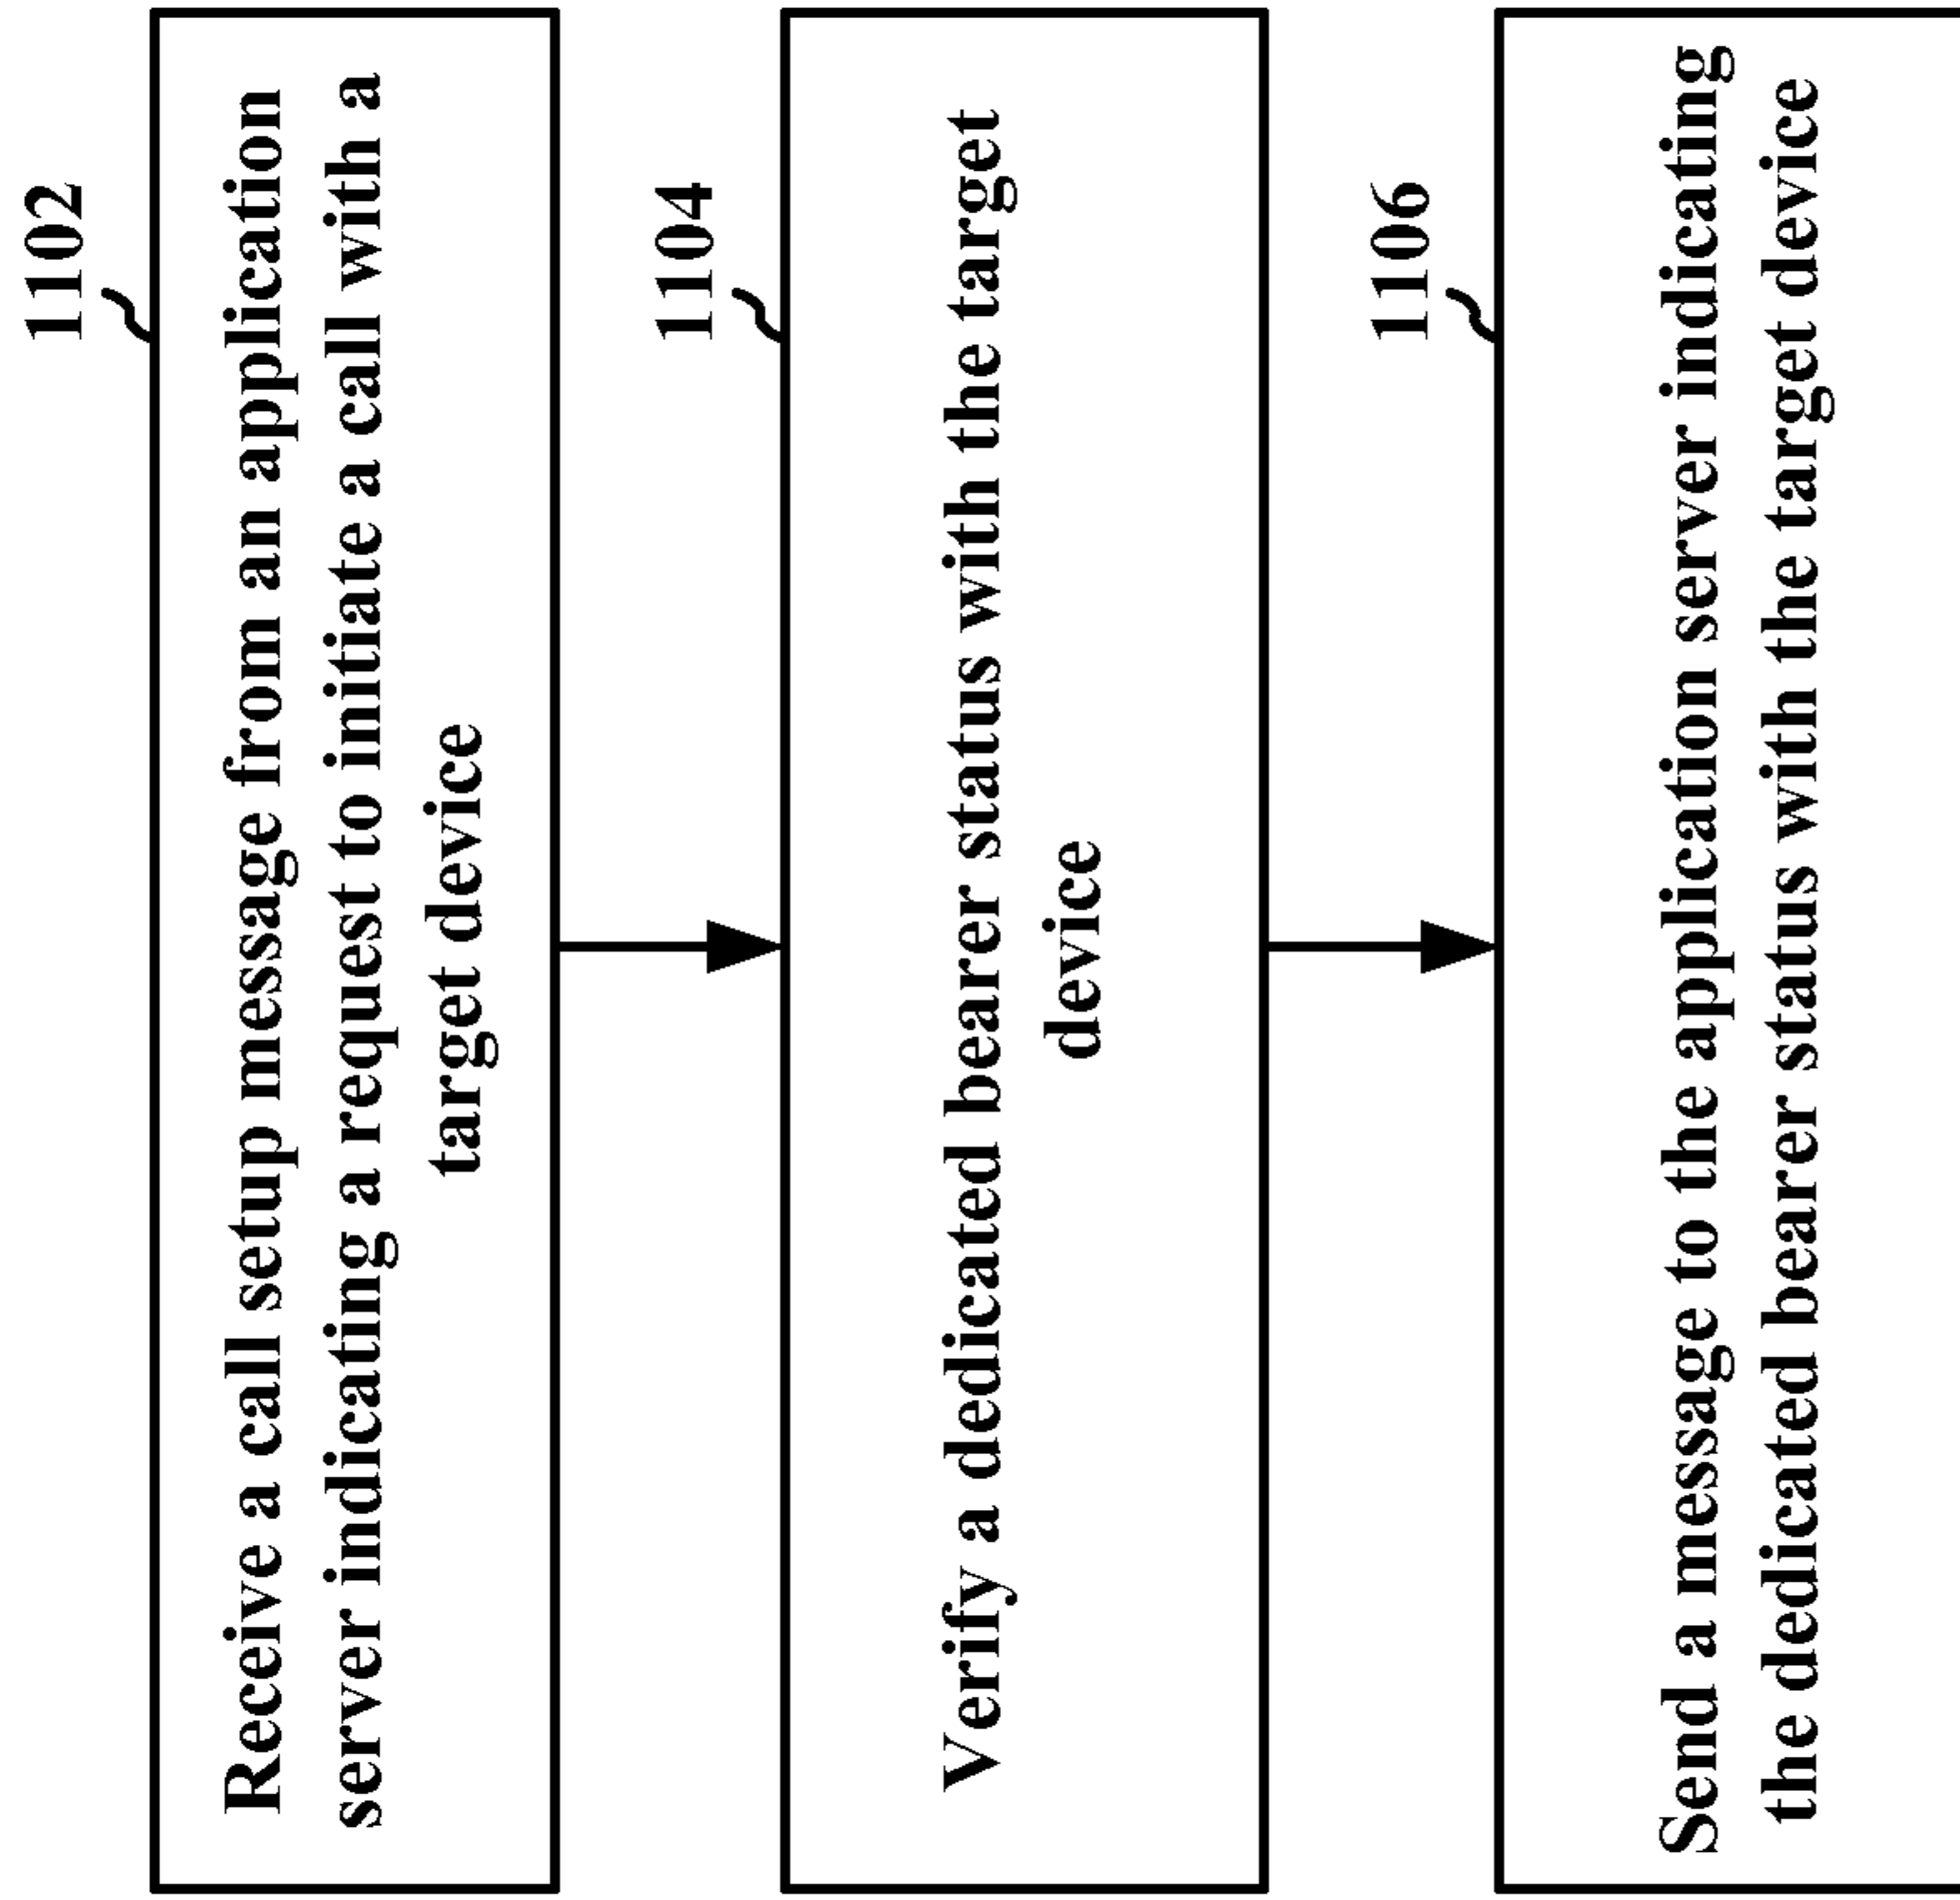 1102
Receive a call setup message from an application
server indicating a request to initiate a call with a
target device
1104
Verify a dedicated bearer status with the target
device
1106
Send a message to the application server indicating
the dedicated bearer status with the target device